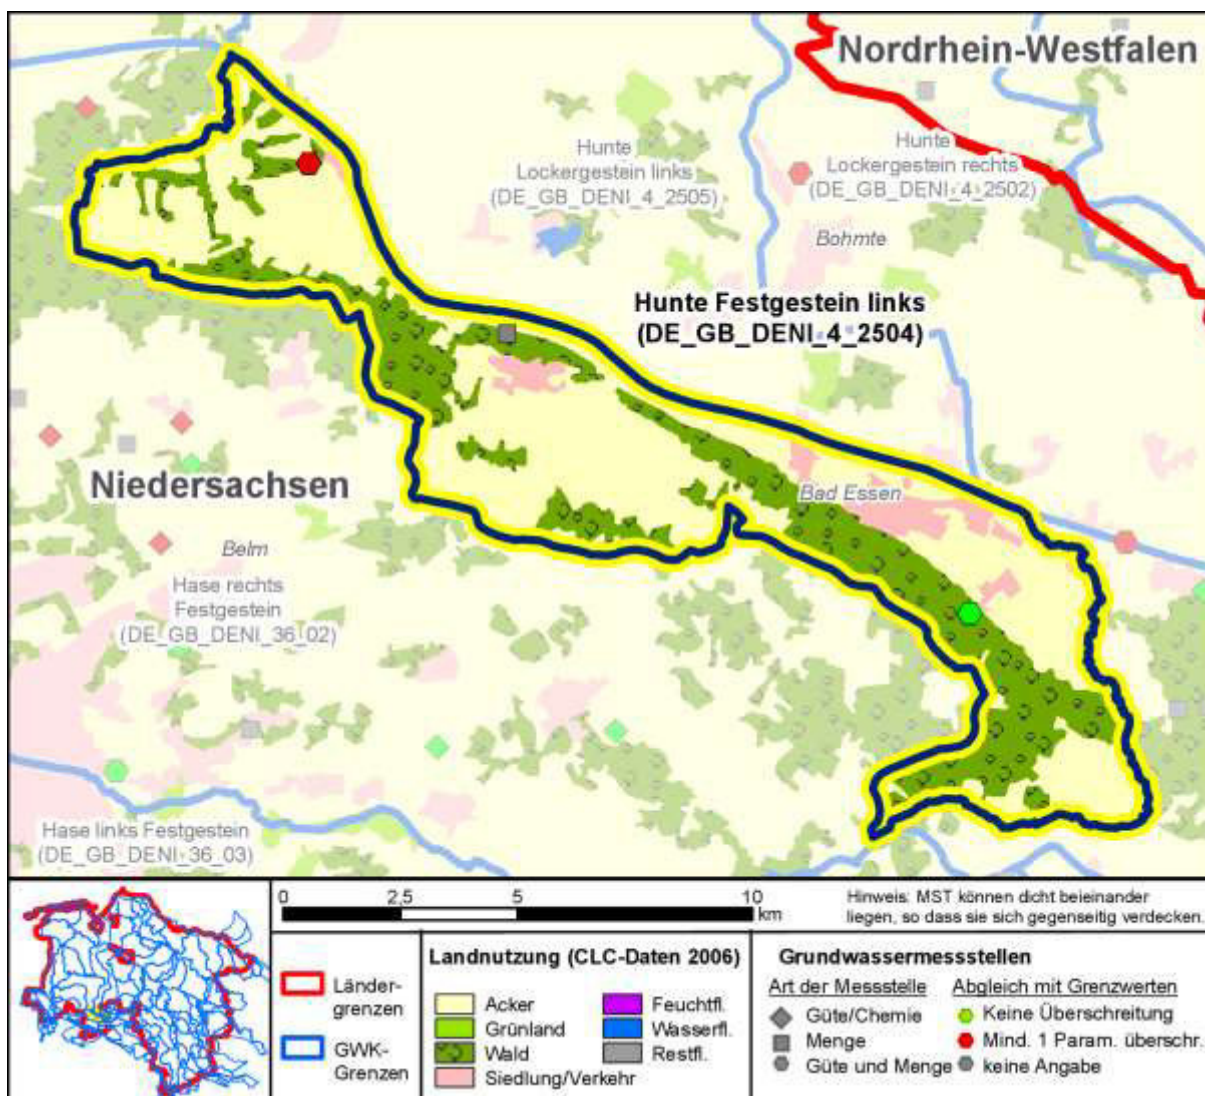 Nordrhein-Westfalen
Hunte
Lockergestein links
(DE_GB_DENI_4_2505)
Hunte
Lockergestein rechts
(DE_GB_DENI_4_2502)
Bohmte
Hunte Festgestein links
(DE_GB_DENI_4_2504)
Niedersachsen
Bad Essen
Belm
Hase rechts
Festgestein
(DE_GB_DENI_36_02)
Hase links Festgestein
(DE_GB_DENI_36_03)
0 2,5 5 10
km
Hinweis: MST können dicht beieinander
liegen, so dass sie sich gegenseitig verdecken.
Länder-
grenzen
GWK-
Grenzen
Landnutzung (CLC-Daten 2006)
Acker
Grünland
Wald
Siedlung/Verkehr
Feuchtfl.
Wasserfl.
Restfl.
Grundwassermessstellen
Art der Messstelle
Güte/Chemie
Menge
Güte und Menge
Abgleich mit Grenzwerten
Keine Überschreitung
Mind. 1 Param. überschr.
keine Angabe